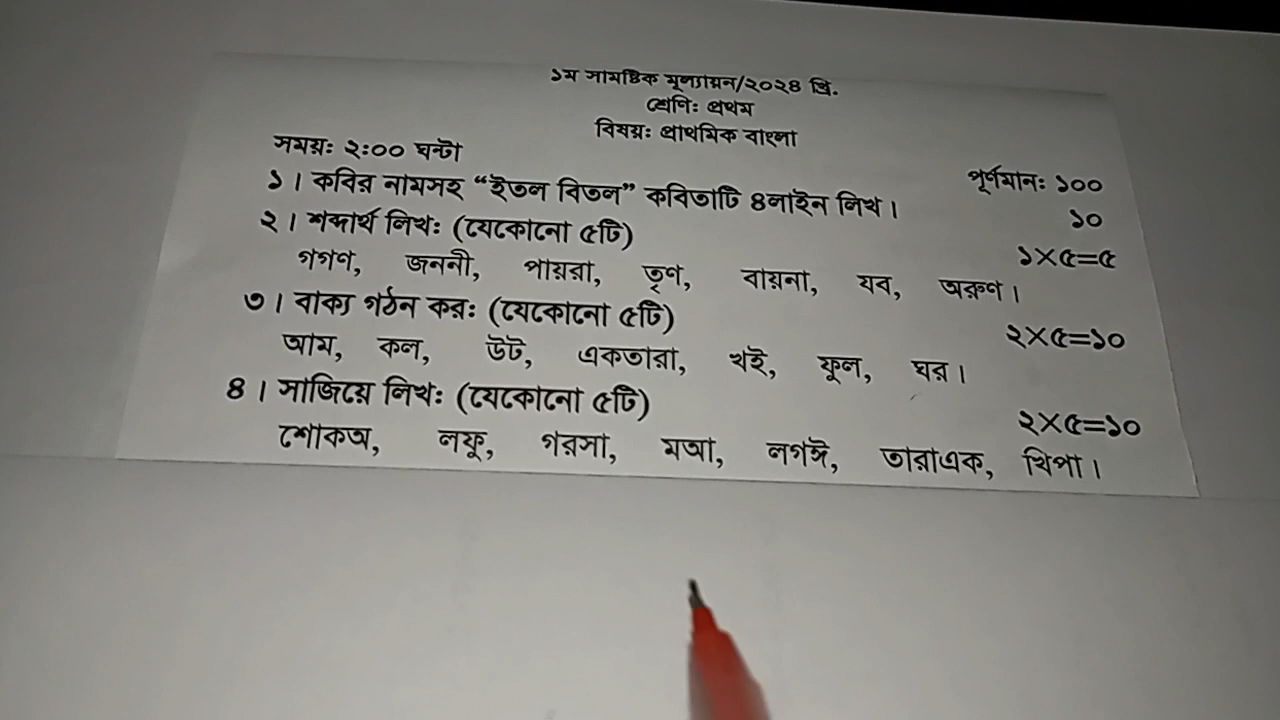 ১ম সামষ্টিক মূল্যায়ন/২০২৪ খ্রি.
শ্রেণিঃ প্রথম
বিষয়ঃ প্রাথমিক বাংলা
সময়ঃ ২:০০ ঘন্টা পূর্ণমানঃ ১০০
১। কবির নামসহ “ইতল বিতল” কবিতাটি ৪লাইন লিখ। ১০
২। শব্দার্থ লিখঃ (যেকোনো ৫টি) ১×৫=৫
গগণ, জননী, পায়রা, তৃণ, বায়না, যব, অরুণ।
৩। বাক্য গঠন করঃ (যেকোনো ৫টি) ২×৫=১০
আম, কল, উট, একতারা, খই, ফুল, ঘর।
৪। সাজিয়ে লিখঃ (যেকোনো ৫টি) ২×৫=১০
শোকঅ, লফু, গরসা, মআ, লগঈ, তারাএক, খিপা।